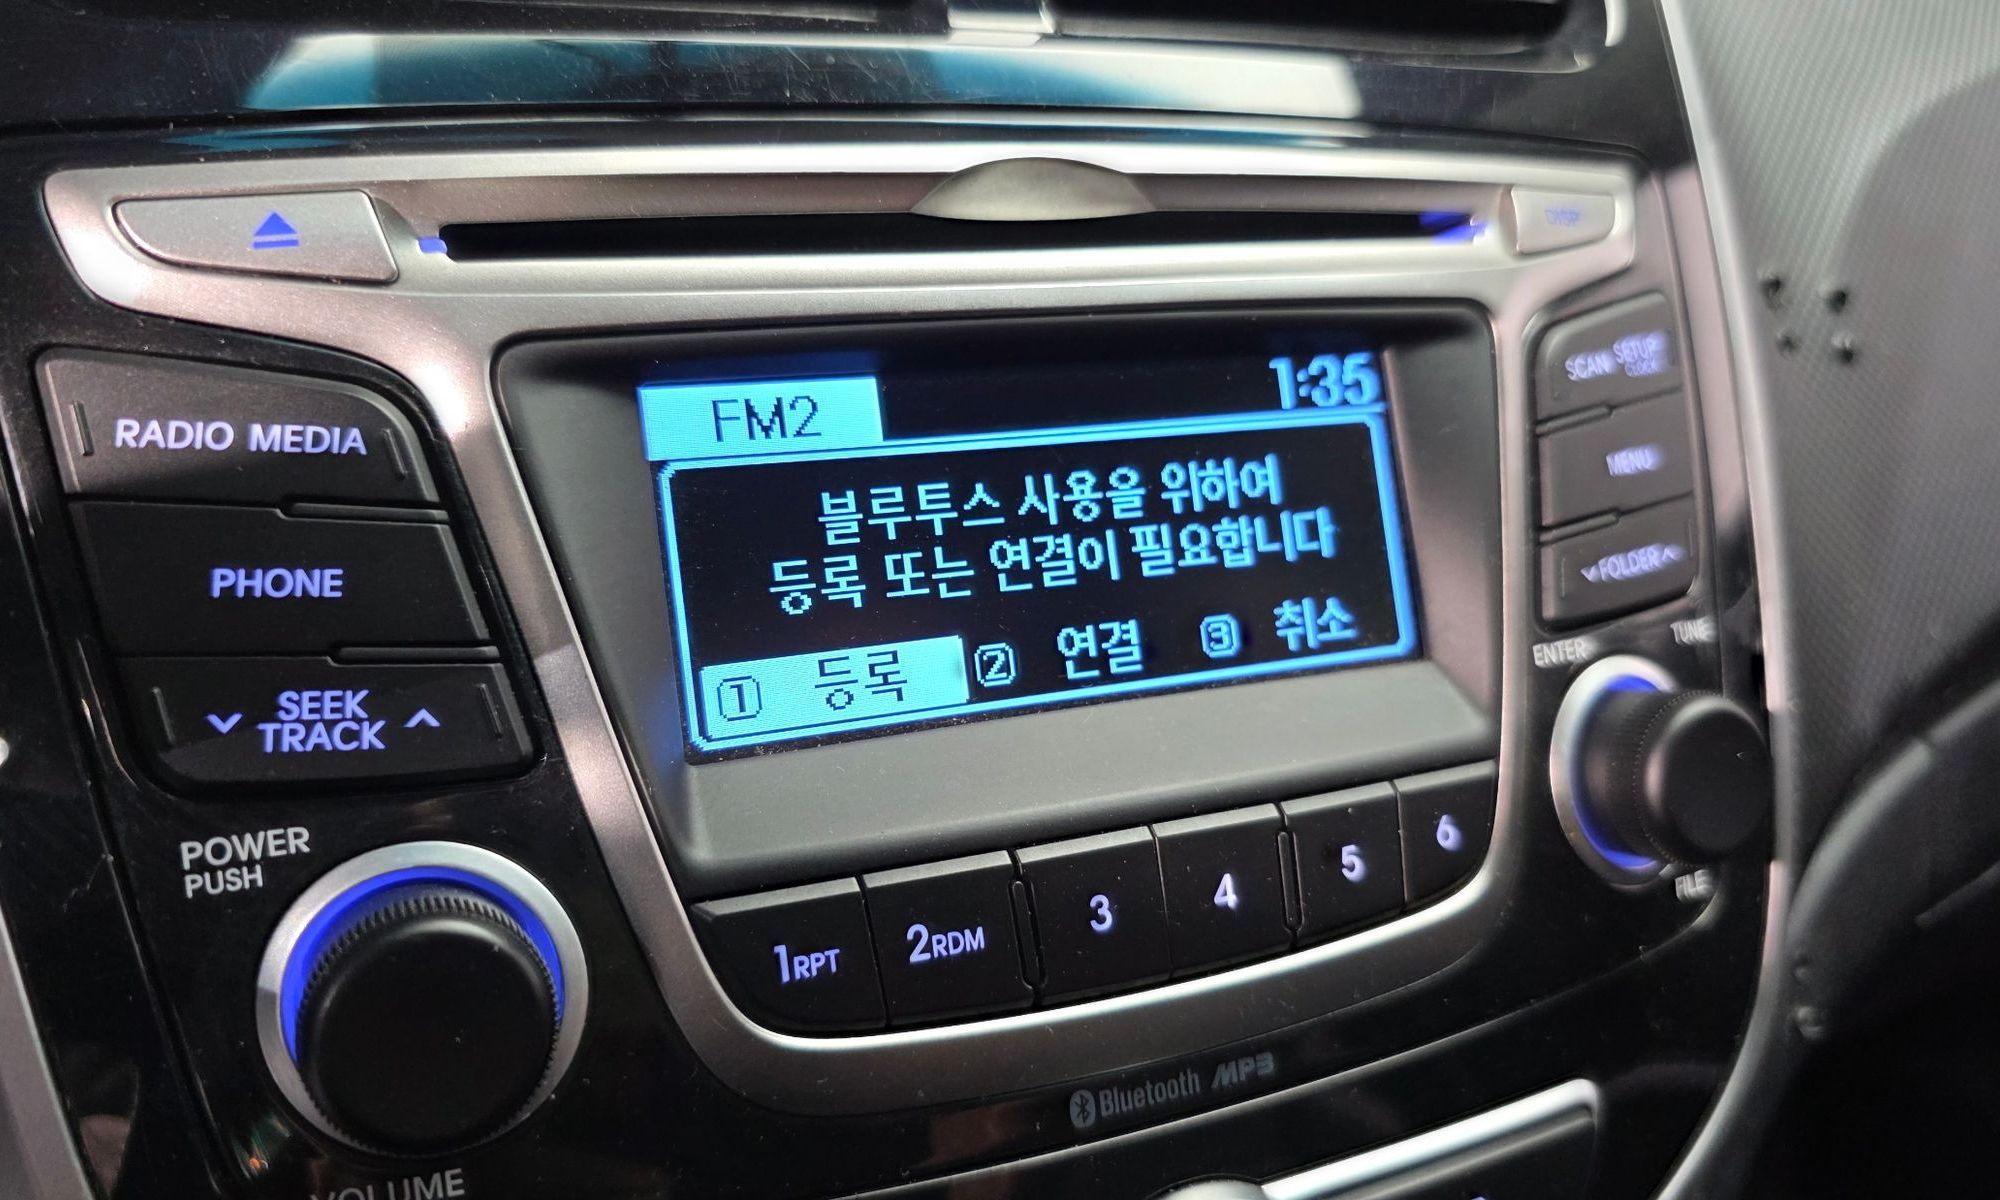 DISP
RADIO MEDIA
PHONE
SEEK
TRACK
POWER
PUSH
VOLUME
FM2 1:35
블루투스 사용을 위하여
등록 또는 연결이 필요합니다
1 등록 2 연결 3 취소
1RPT 2RDM 3 4 5 6
SCAN SETUP
CLOCK
MENU
FOLDER
TUNE
ENTER
FILE
Bluetooth MP3